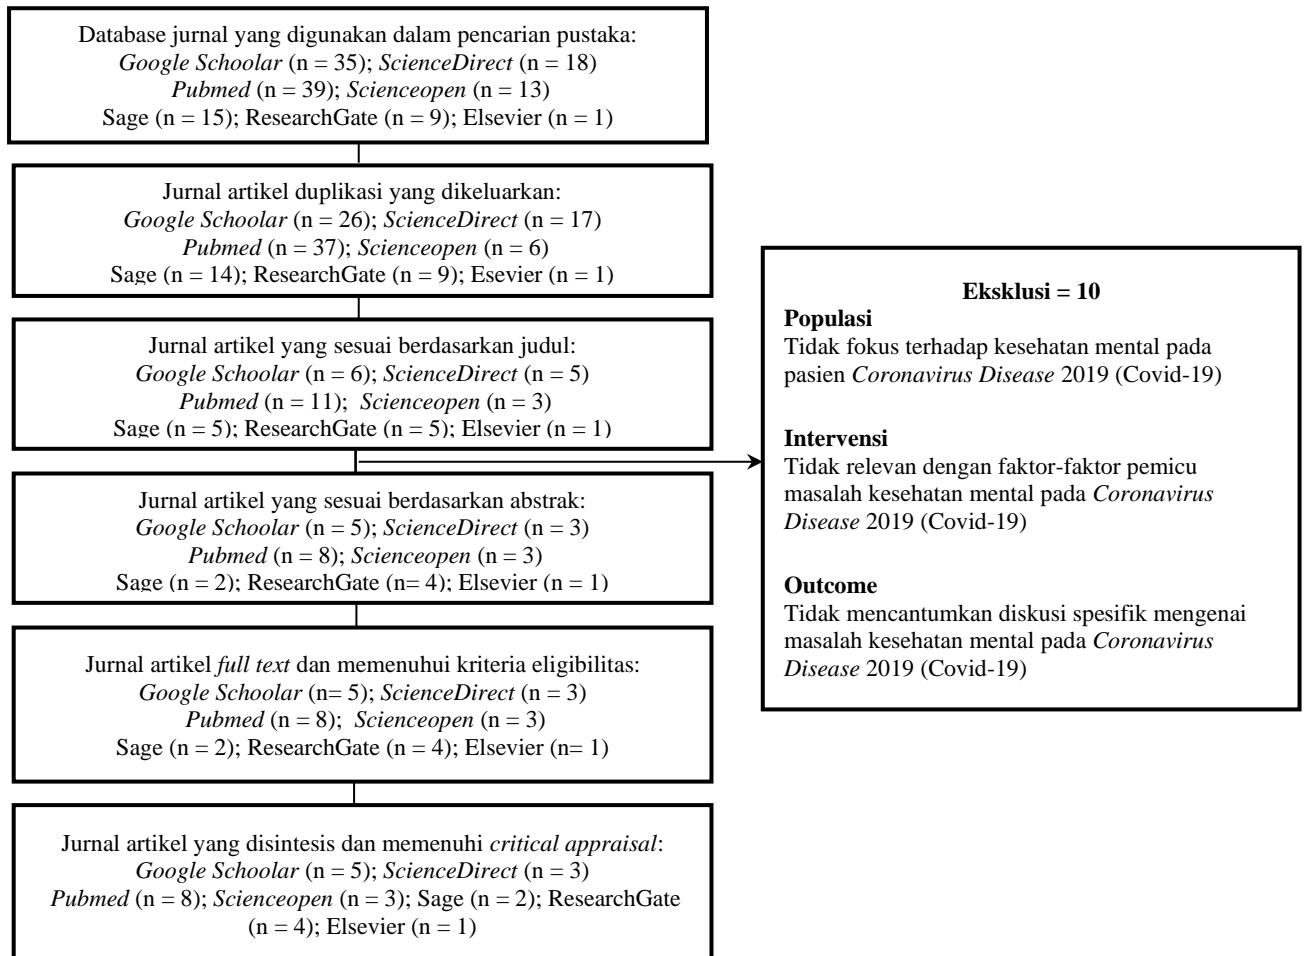 Database jurnal yang digunakan dalam pencarian pustaka:
Google Schoolar (n = 35); ScienceDirect (n = 18)
Pubmed (n = 39); Scienceopen (n = 13)
Sage (n = 15); ResearchGate (n = 9); Elsevier (n = 1)
Jurnal artikel duplikasi yang dikeluarkan:
Google Schoolar (n = 26); ScienceDirect (n = 17)
Pubmed (n = 37); Scienceopen (n = 6)
Sage (n = 14); ResearchGate (n = 9); Esevier (n = 1)
Jurnal artikel yang sesuai berdasarkan judul:
Google Schoolar (n = 6); ScienceDirect (n = 5)
Pubmed (n = 11); Scienceopen (n = 3)
Sage (n = 5); ResearchGate (n = 5); Elsevier (n = 1)
Eksklusi = 10
Populasi
Tidak fokus terhadap kesehatan mental pada
pasien Coronavirus Disease 2019 (Covid-19)
Intervensi
Tidak relevan dengan faktor-faktor pemicu
masalah kesehatan mental pada Coronavirus
Disease 2019 (Covid-19)
Outcome
Tidak mencantumkan diskusi spesifik mengenai
masalah kesehatan mental pada Coronavirus
Disease 2019 (Covid-19)
Jurnal artikel yang sesuai berdasarkan abstrak:
Google Schoolar (n = 5); ScienceDirect (n = 3)
Pubmed (n = 8); Scienceopen (n = 3)
Sage (n = 2); ResearchGate (n= 4); Elsevier (n = 1)
Jurnal artikel full text dan memenuhui kriteria eligibilitas:
Google Schoolar (n= 5); ScienceDirect (n = 3)
Pubmed (n = 8); Scienceopen (n = 3)
Sage (n = 2); ResearchGate (n = 4); Elsevier (n= 1)
Jurnal artikel yang disintesis dan memenuhi critical appraisal:
Google Schoolar (n = 5); ScienceDirect (n = 3)
Pubmed (n = 8); Scienceopen (n = 3); Sage (n = 2); ResearchGate
(n = 4); Elsevier (n = 1)